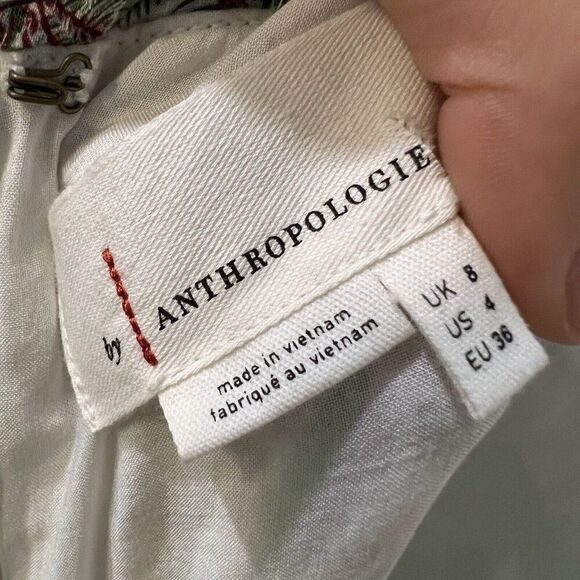 by ANTHROPOLOGIE
made in vietnam
fabriqué au vietnam
UK 8
US 4
EU 36